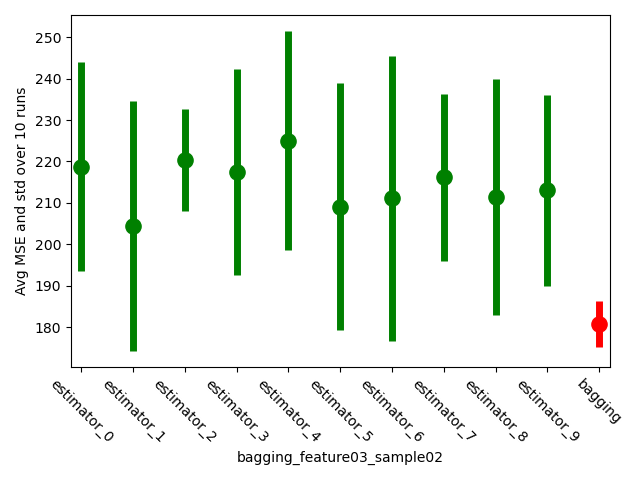 Avg MSE and std over 10 runs
250
240
230
220
210
200
190
180
estimator_0
estimator_1
estimator_2
estimator_3
estimator_4
estimator_5
estimator_6
estimator_7
estimator_8
estimator_9
bagging
bagging_feature03_sample02